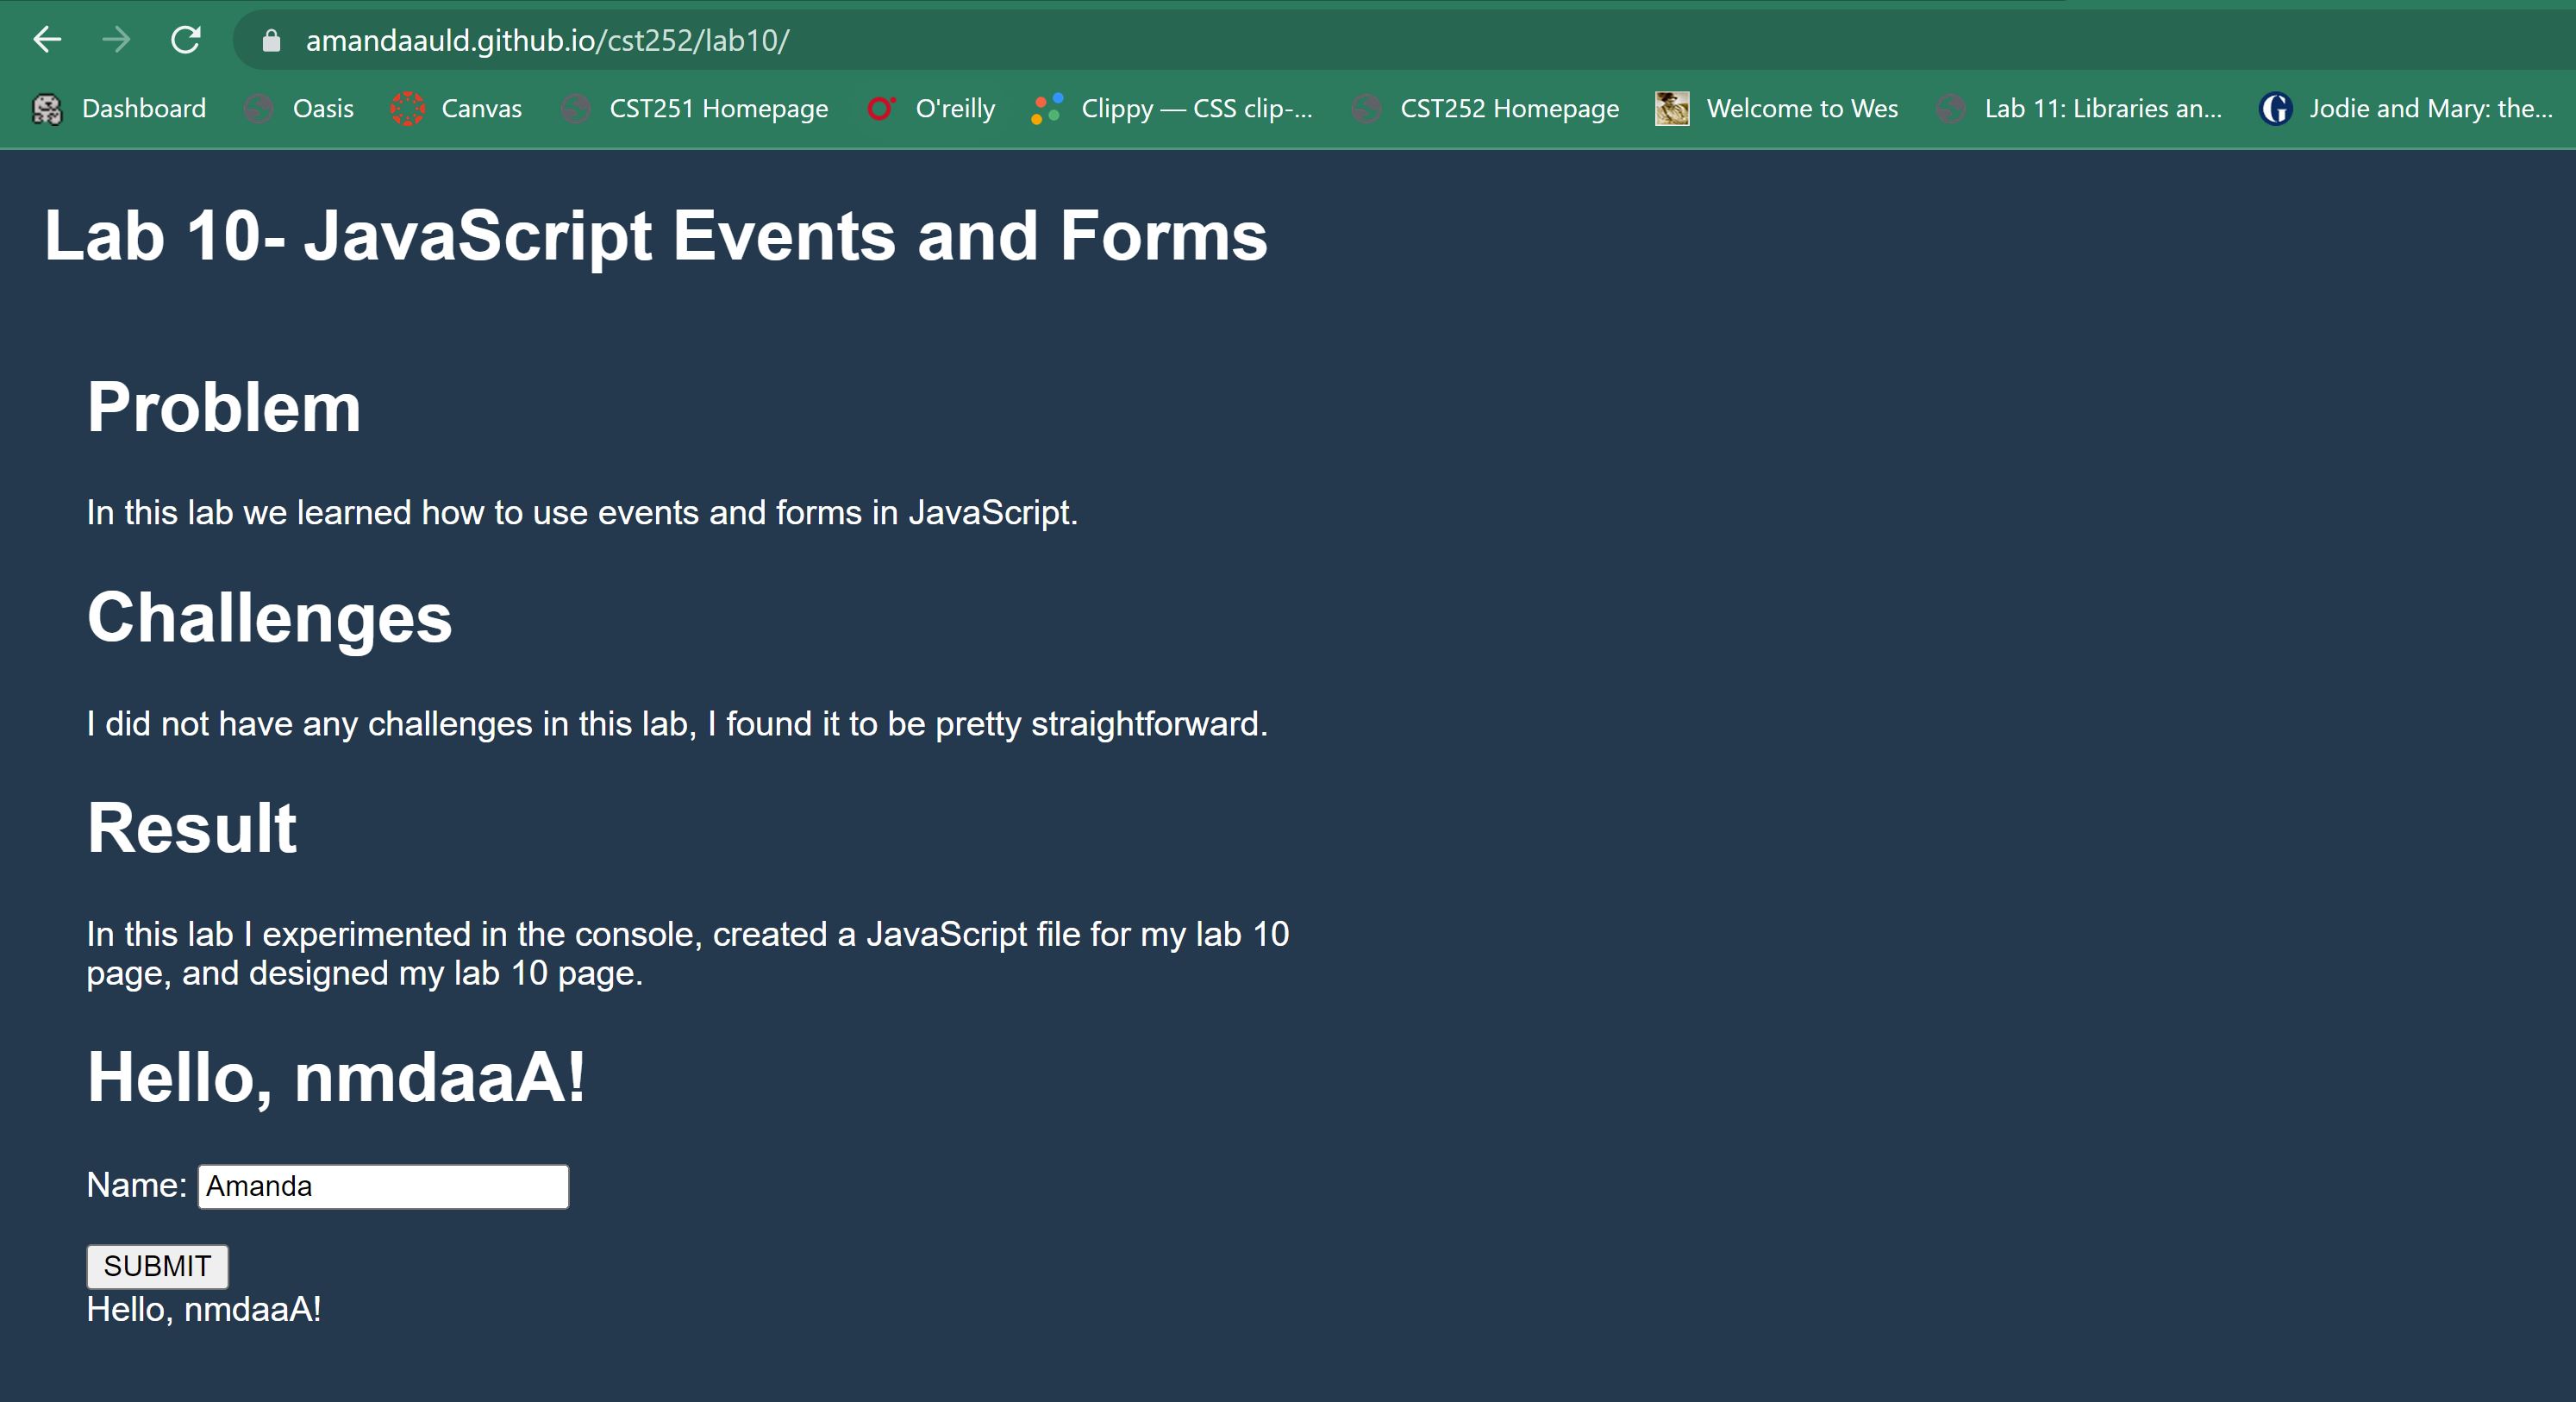 amandaauld.github.io/cst252/lab10/
Dashboard Oasis Canvas CST251 Homepage O'reilly Clippy — CSS clip-... CST252 Homepage Welcome to Wes Lab 11: Libraries an... Jodie and Mary: the...
Lab 10- JavaScript Events and Forms
Problem
In this lab we learned how to use events and forms in JavaScript.
Challenges
I did not have any challenges in this lab, I found it to be pretty straightforward.
Result
In this lab I experimented in the console, created a JavaScript file for my lab 10
page, and designed my lab 10 page.
Hello, nmdaaA!
Name: Amanda
SUBMIT
Hello, nmdaaA!